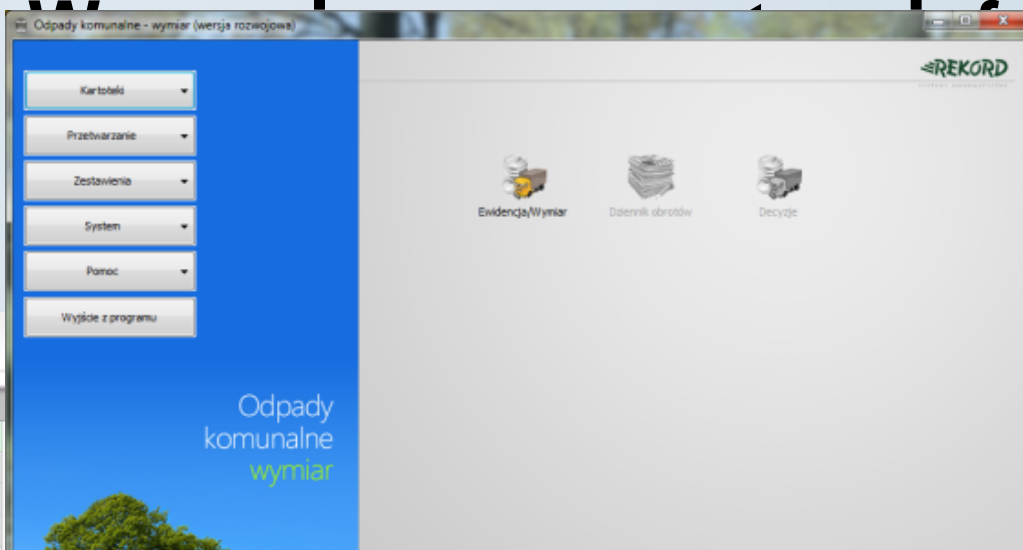 Odpady komunalne - wymiar (wersja rozwojowa)
REKORD
Kartoteki
Przetwarzanie
Zestawienia
System
Pomoc
Wyjście z programu
Ewidencja/Wymiar
Dziennik obrotów
Decyzje
Odpady
komunalne
wymiar